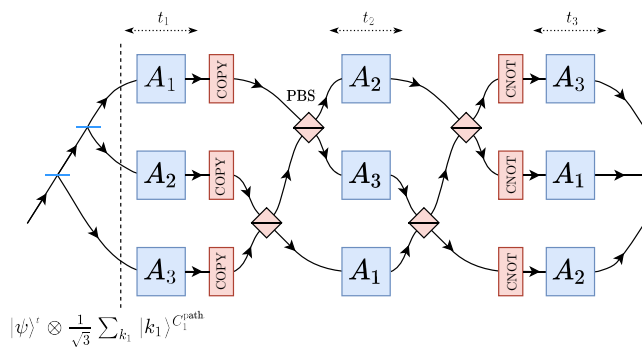 t₁ t₂ t₃
A₁ COPY PBS A₂ CNOT A₃
A₂ COPY A₃ CNOT A₁
A₃ COPY A₁ CNOT A₂
|ψ⟩ᵗ ⊗ 1/√3 ∑_{k₁} |k₁⟩^{C₁^{path}}